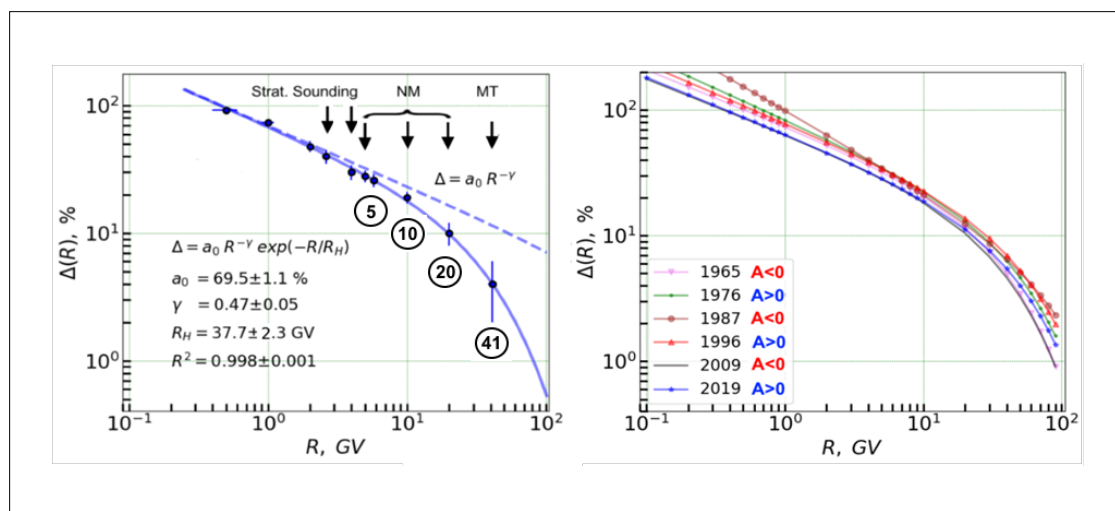 Strat. Sounding NM MT
Δ = a₀ R⁻ᵞ
5
10
20
41
Δ = a₀ R⁻ᵞ exp(−R/R_H)
a₀ = 69.5±1.1 %
γ = 0.47±0.05
R_H = 37.7±2.3 GV
R² = 0.998±0.001
Δ(R), %
10²
10¹
10⁰
10⁻¹ 10⁰ 10¹ 10²
R, GV
Δ(R), %
10²
10¹
10⁰
1965 A<0
1976 A>0
1987 A<0
1996 A>0
2009 A<0
2019 A>0
10⁻¹ 10⁰ 10¹ 10²
R, GV